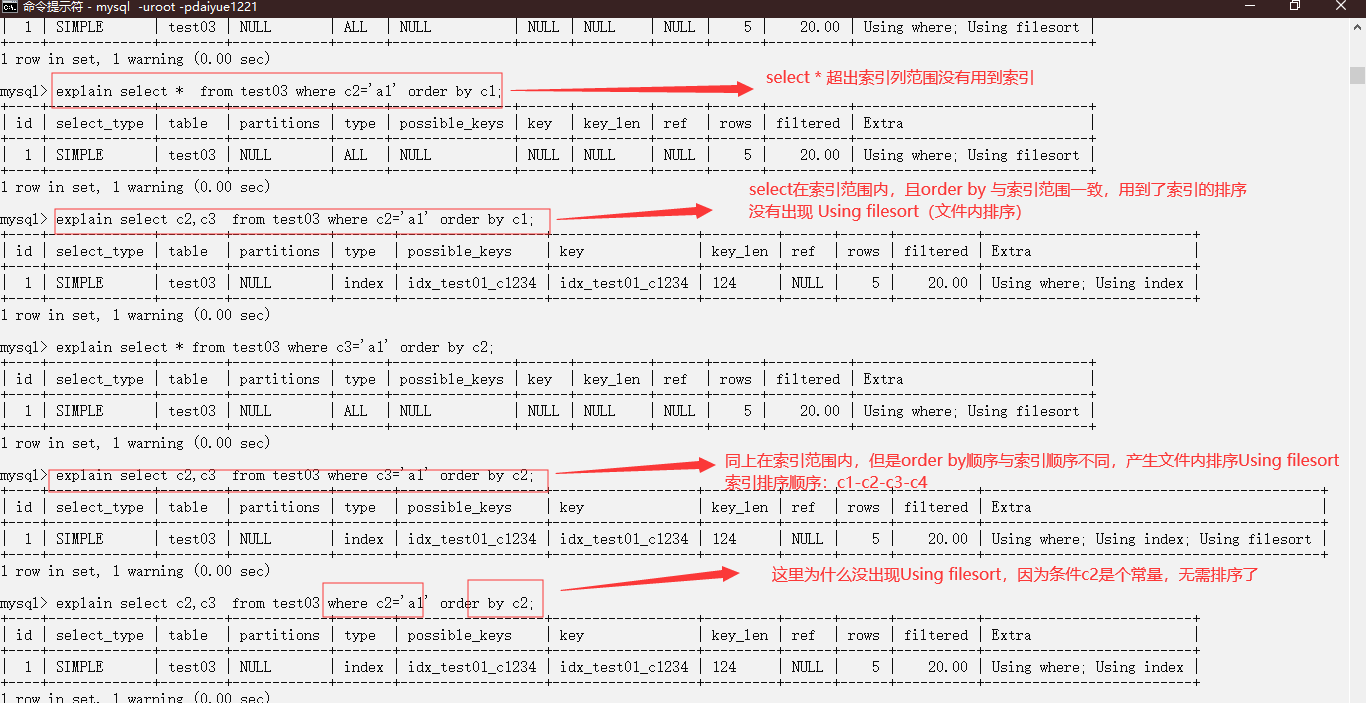 命令提示符 - mysql -uroot -pdaiyue1221
| 1 | SIMPLE | test03 | NULL | ALL | NULL | NULL | NULL | NULL | 5 | 20.00 | Using where; Using filesort |
1 row in set, 1 warning (0.00 sec)
mysql> explain select *  from test03 where c2='a1' order by c1;
select * 超出索引列范围没有用到索引
| id | select_type | table | partitions | type | possible_keys | key | key_len | ref | rows | filtered | Extra |
| 1 | SIMPLE | test03 | NULL | ALL | NULL | NULL | NULL | NULL | 5 | 20.00 | Using where; Using filesort |
1 row in set, 1 warning (0.00 sec)
select在索引范围内，且order by 与索引范围一致，用到了索引的排序
没有出现 Using filesort（文件内排序）
mysql> explain select c2,c3  from test03 where c2='a1' order by c1;
| id | select_type | table | partitions | type | possible_keys | key | key_len | ref | rows | filtered | Extra |
| 1 | SIMPLE | test03 | NULL | index | idx_test01_c1234 | idx_test01_c1234 | 124 | NULL | 5 | 20.00 | Using where; Using index |
1 row in set, 1 warning (0.00 sec)
mysql> explain select * from test03 where c3='a1' order by c2;
| id | select_type | table | partitions | type | possible_keys | key | key_len | ref | rows | filtered | Extra |
| 1 | SIMPLE | test03 | NULL | ALL | NULL | NULL | NULL | NULL | 5 | 20.00 | Using where; Using filesort |
1 row in set, 1 warning (0.00 sec)
同上在索引范围内，但是order by顺序与索引顺序不同，产生文件内排序Using filesort
mysql> explain select c2,c3  from test03 where c3='a1' order by c2;
索引排序顺序：c1-c2-c3-c4
| id | select_type | table | partitions | type | possible_keys | key | key_len | ref | rows | filtered | Extra |
| 1 | SIMPLE | test03 | NULL | index | idx_test01_c1234 | idx_test01_c1234 | 124 | NULL | 5 | 20.00 | Using where; Using index; Using filesort |
1 row in set, 1 warning (0.00 sec)
这里为什么没出现Using filesort，因为条件c2是个常量，无需排序了
mysql> explain select c2,c3  from test03 where c2='a1' order by c2;
| id | select_type | table | partitions | type | possible_keys | key | key_len | ref | rows | filtered | Extra |
| 1 | SIMPLE | test03 | NULL | index | idx_test01_c1234 | idx_test01_c1234 | 124 | NULL | 5 | 20.00 | Using where; Using index |
1 row in set, 1 warning (0.00 sec)